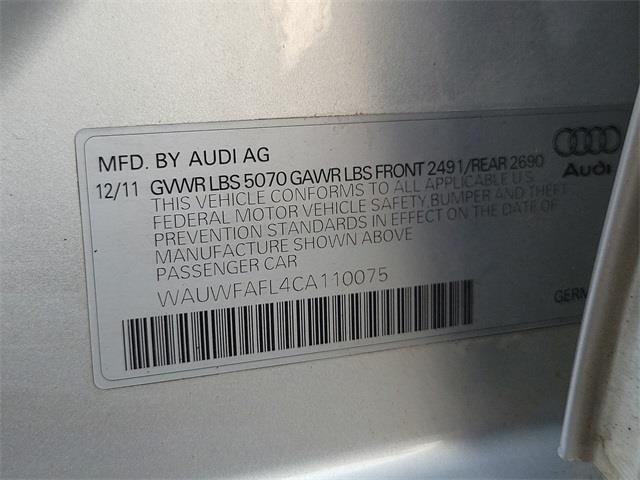 MFD. BY AUDI AG
12/11 GVWR LBS 5070 GAWR LBS FRONT 2491/REAR 2690
THIS VEHICLE CONFORMS TO ALL APPLICABLE U.S.
FEDERAL MOTOR VEHICLE SAFETY, BUMPER AND THEFT
PREVENTION STANDARDS IN EFFECT ON THE DATE OF
MANUFACTURE SHOWN ABOVE
PASSENGER CAR
WAUWFAFL4CA110075
Audi
GERM